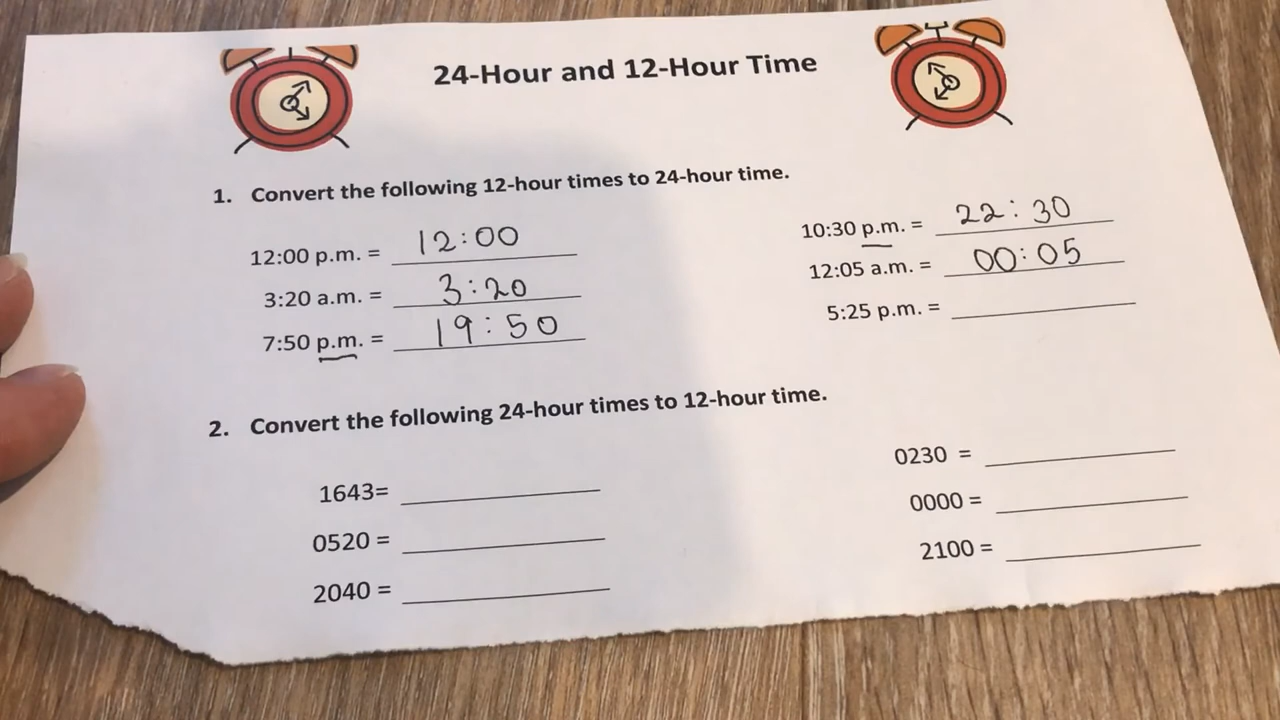 24-Hour and 12-Hour Time
1. Convert the following 12-hour times to 24-hour time.
12:00 p.m. = 12:00
3:20 a.m. = 3:20
7:50 p.m. = 19:50
10:30 p.m. = 22:30
12:05 a.m. = 00:05
5:25 p.m. =
2. Convert the following 24-hour times to 12-hour time.
1643=
0520 =
2040 =
0230 =
0000 =
2100 =